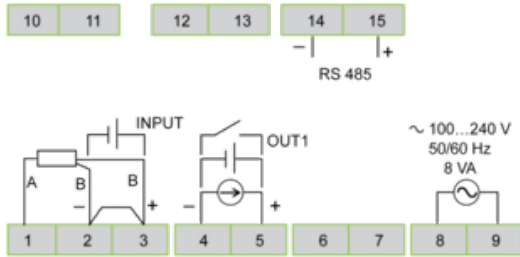 10 11 12 13 14 15
− +
RS 485
INPUT
OUT1
∼ 100...240 V
50/60 Hz
8 VA
A B B
− + − +
1 2 3 4 5 6 7 8 9